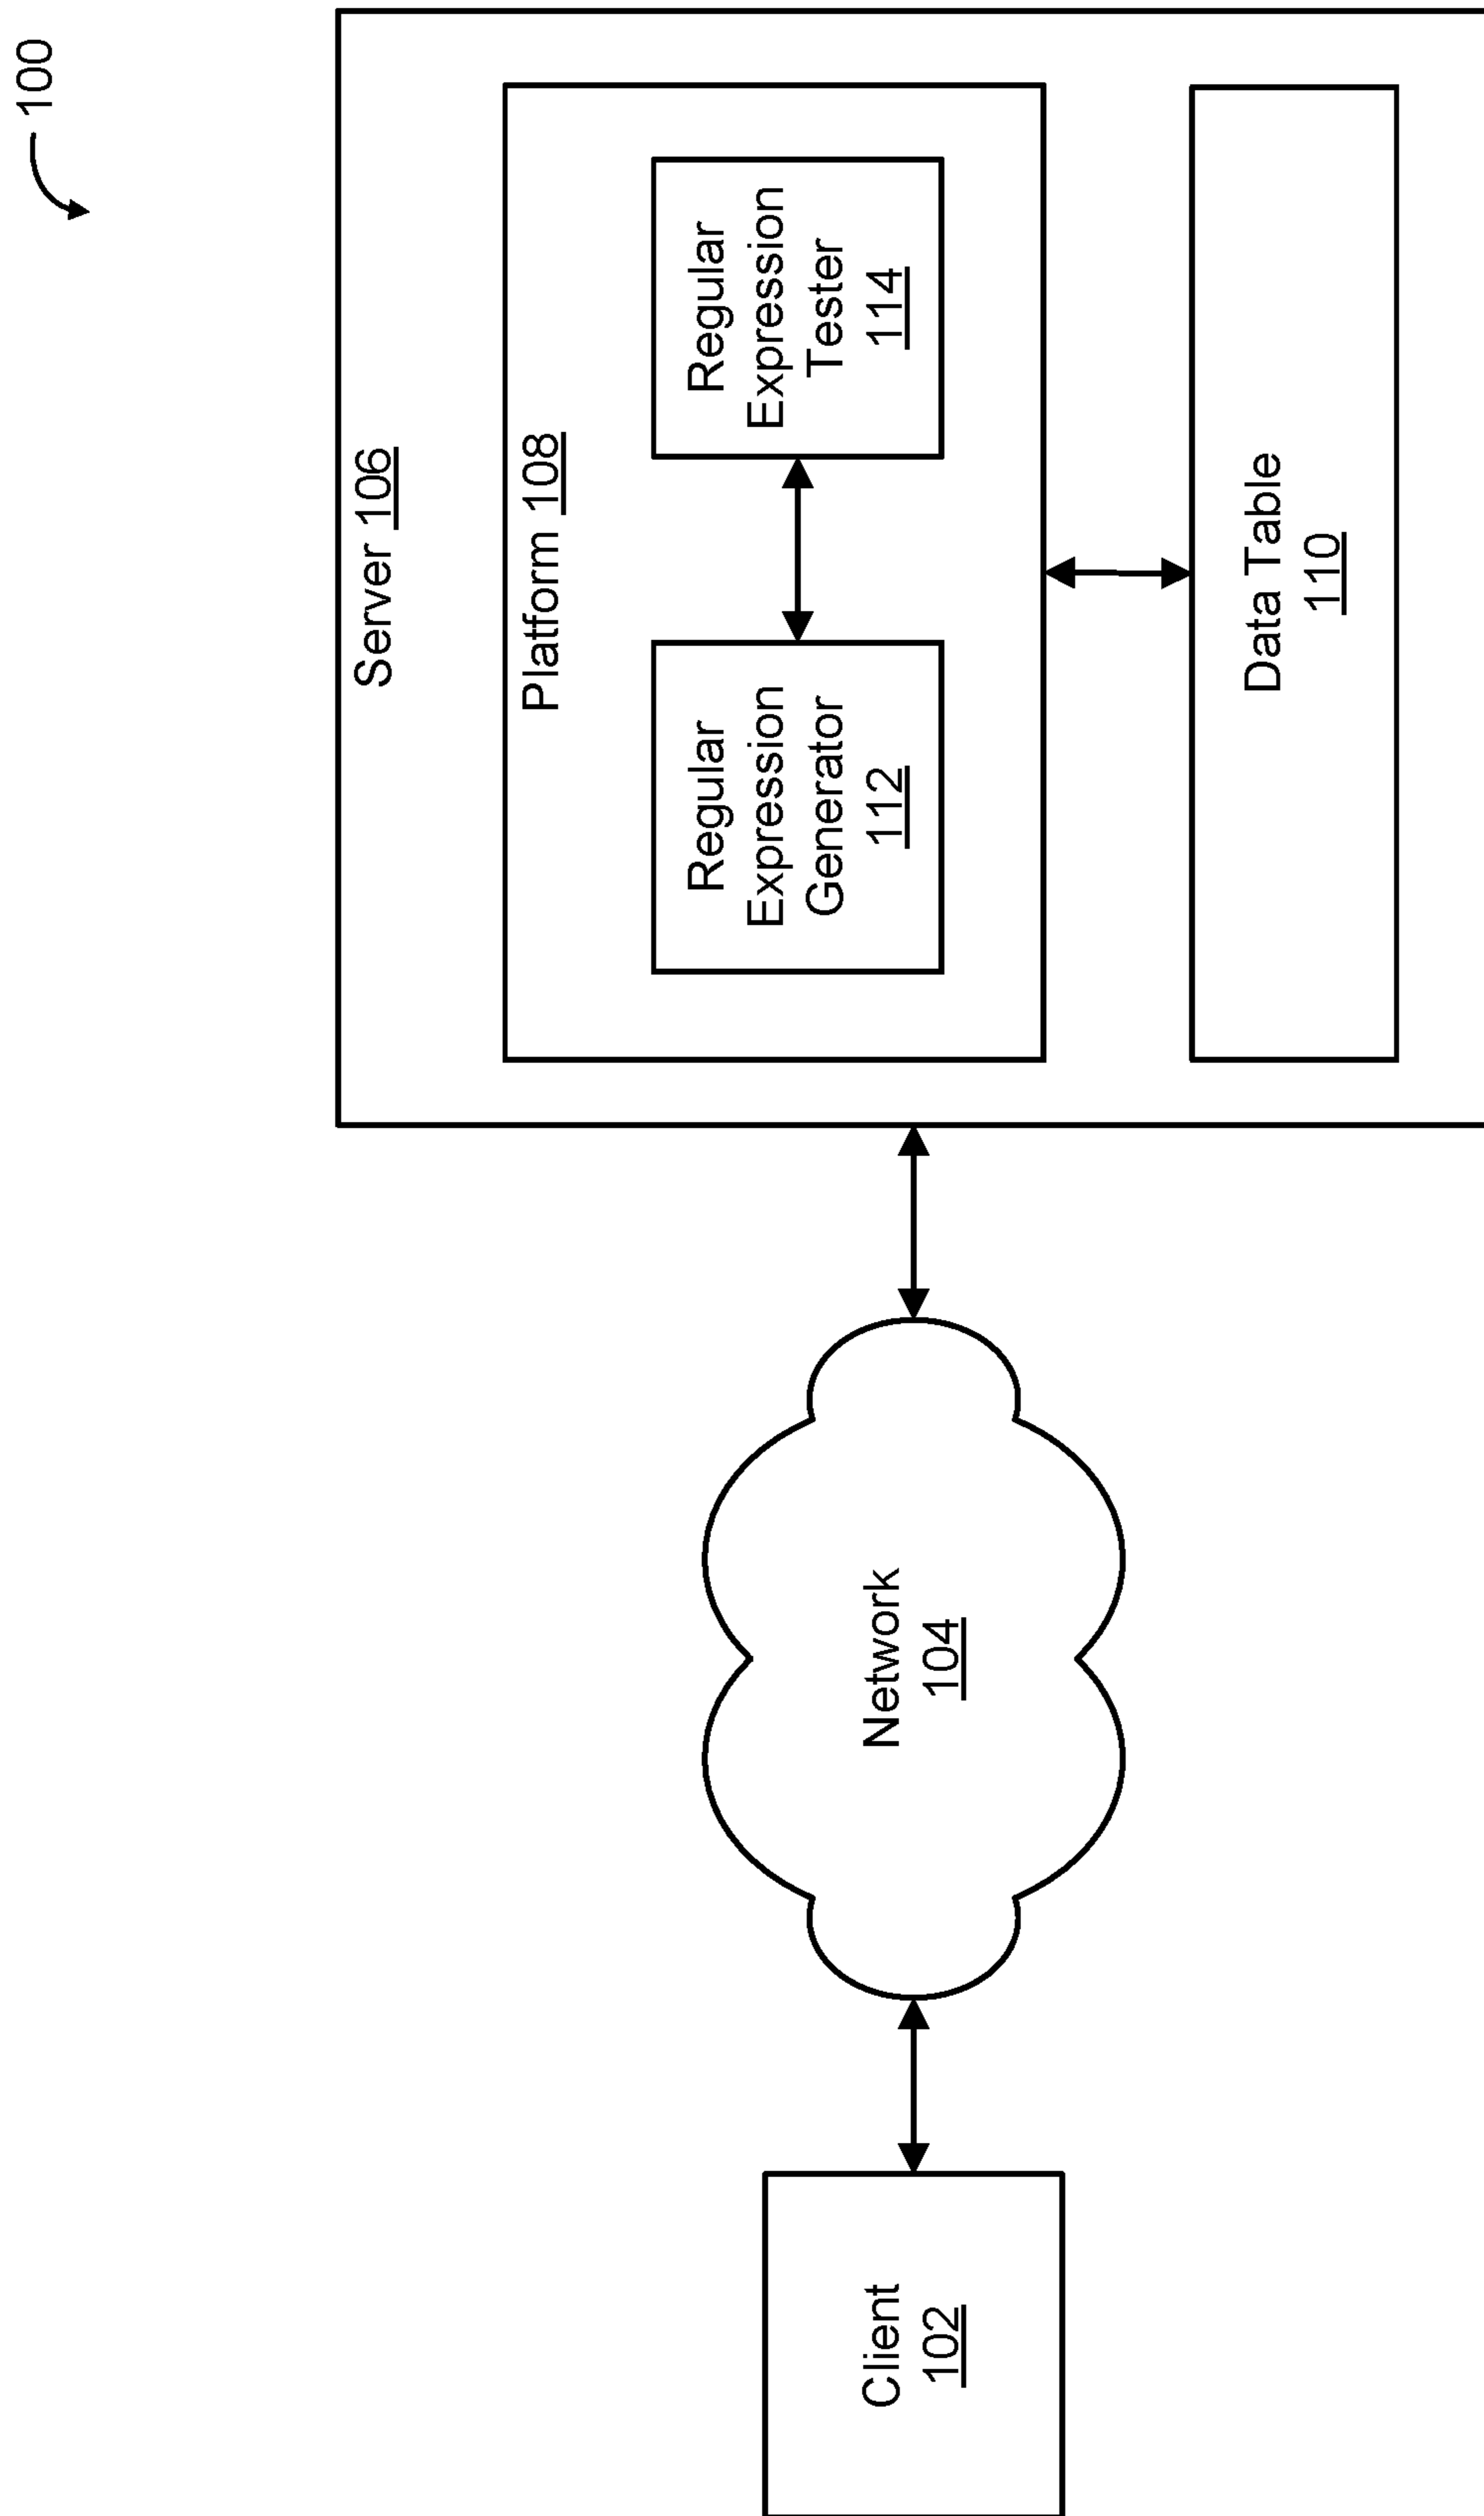 100
Server 106
Platform 108
Regular
Expression
Generator
112
Regular
Expression
Tester
114
Data Table
110
Network
104
Client
102